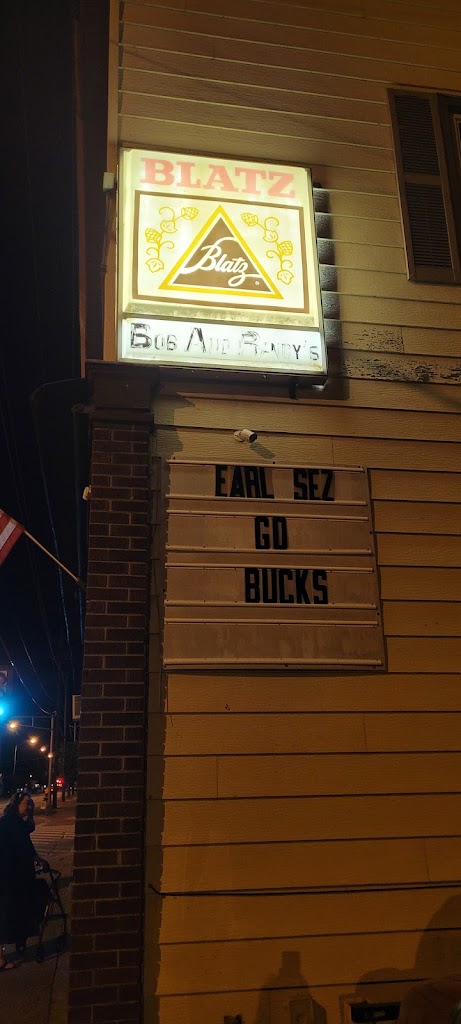 BLATZ
Blatz
BOB AND RANDY'S
EARL SEZ
GO
BUCKS